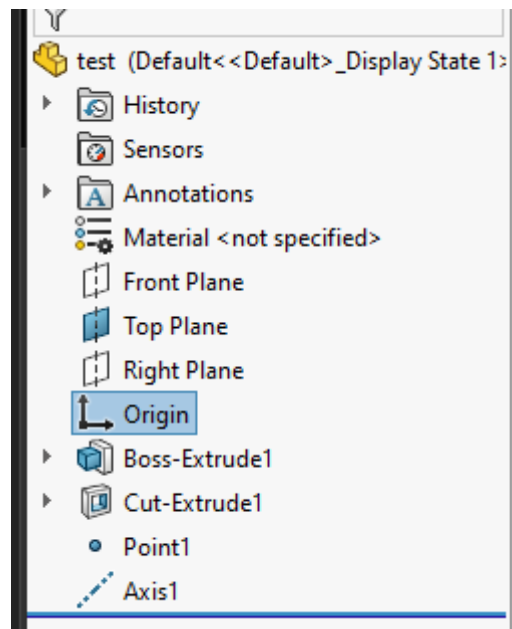 test (Default<<Default>_Display State 1>
History
Sensors
A
Annotations
Material <not specified>
Front Plane
Top Plane
Right Plane
Origin
Boss-Extrude1
Cut-Extrude1
Point1
Axis1